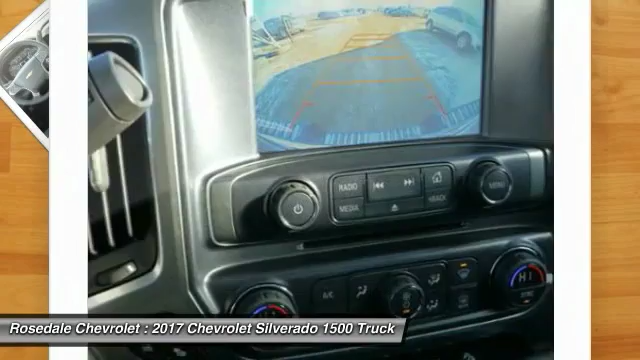 RADIO
MEDIA
BACK
MENU
A/C
HI
Rosedale Chevrolet : 2017 Chevrolet Silverado 1500 Truck